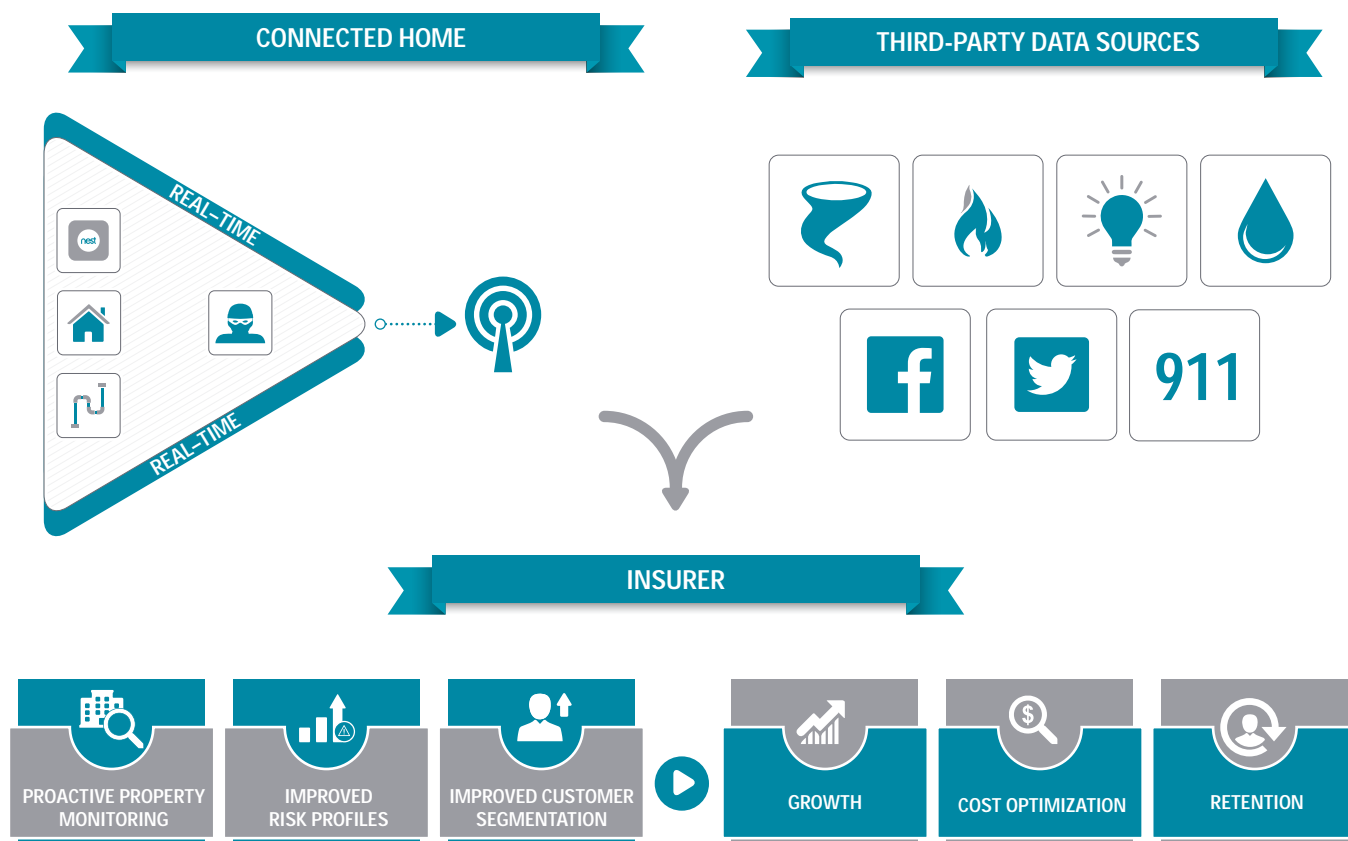 CONNECTED HOME
THIRD-PARTY DATA SOURCES
REAL-TIME
nest
REAL-TIME
911
INSURER
$
PROACTIVE PROPERTY
MONITORING
IMPROVED
RISK PROFILES
IMPROVED CUSTOMER
SEGMENTATION
GROWTH
COST OPTIMIZATION
RETENTION